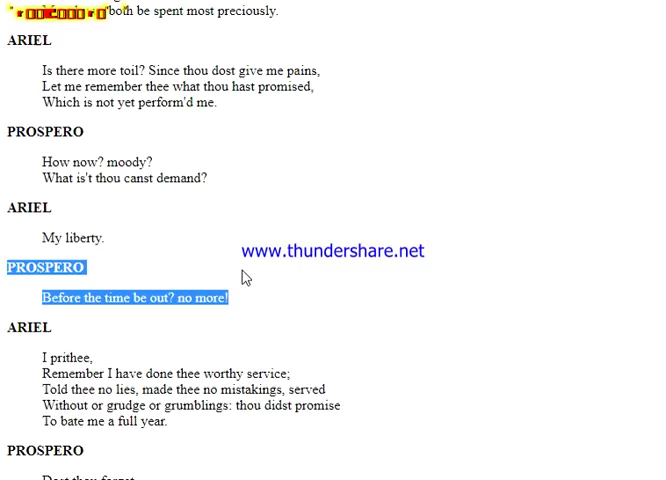 both be spent most preciously.
ARIEL
Is there more toil? Since thou dost give me pains,
Let me remember thee what thou hast promised,
Which is not yet perform'd me.
PROSPERO
How now? moody?
What is't thou canst demand?
ARIEL
My liberty.
www.thundershare.net
PROSPERO
Before the time be out? no more!
ARIEL
I prithee,
Remember I have done thee worthy service;
Told thee no lies, made thee no mistakings, served
Without or grudge or grumblings: thou didst promise
To bate me a full year.
PROSPERO
Dost thou forget